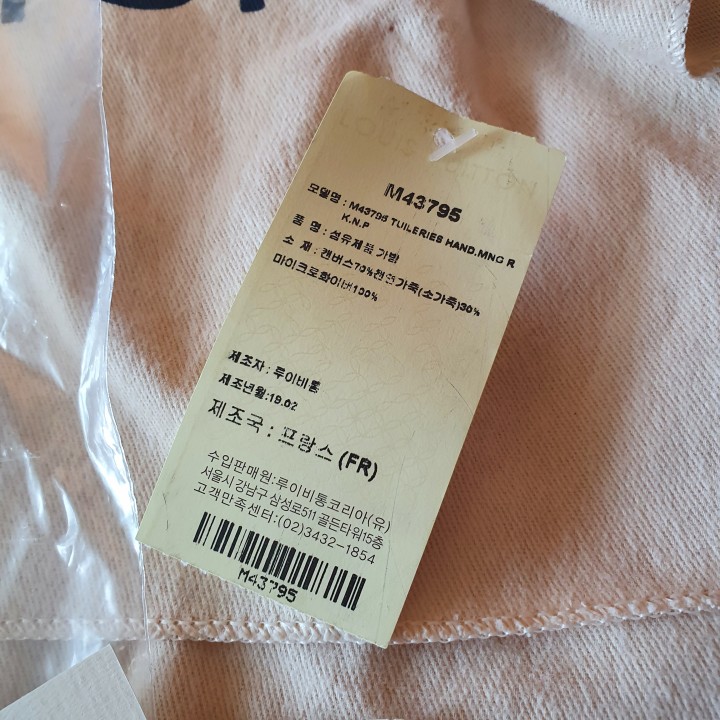 M43795
모델명 : M43795 TUILERIES HAND.MNG R
K.N.P
품 명 : 섬유제품 가방
소 재 : 캔버스70%천연가죽(소가죽)30%
마이크로화이버100%
제조자 : 루이비통
제조년월:19.02
제조국 : 프랑스 (FR)
수입판매원:루이비통코리아(유)
서울시 강남구 삼성로511 골든타워15층
고객만족센터:(02)3432-1854
M43795